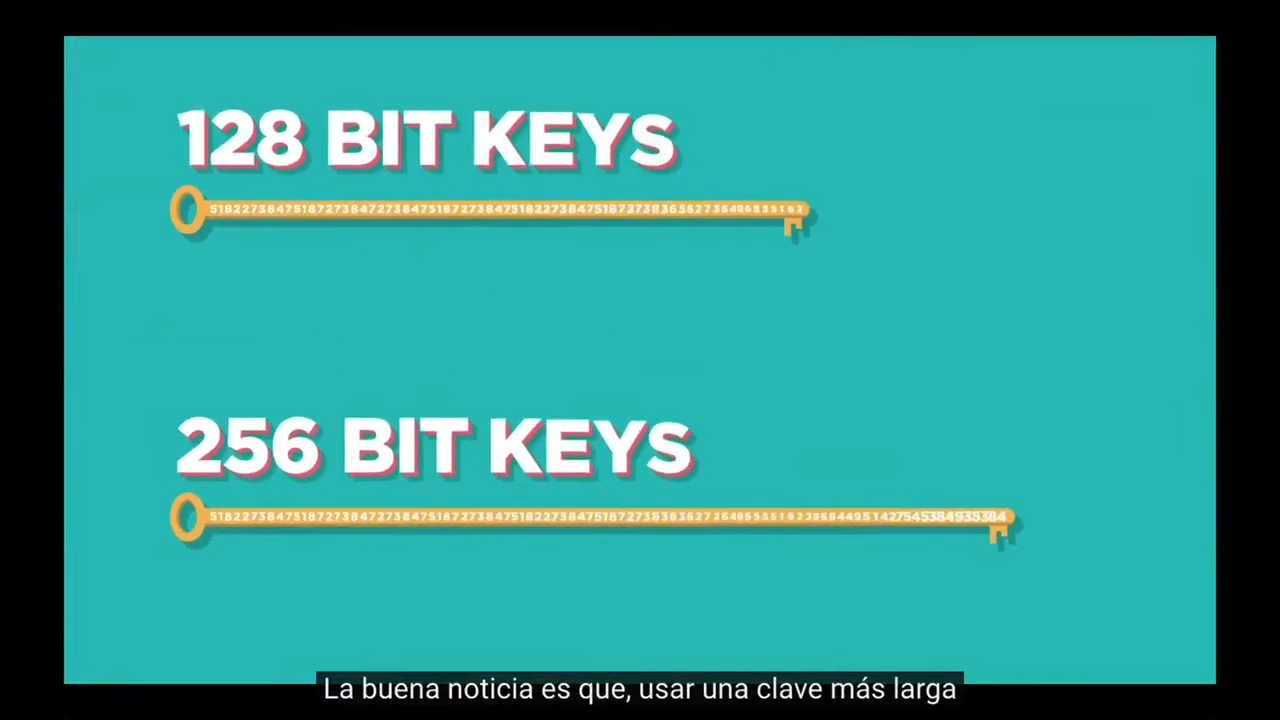 128 BIT KEYS
256 BIT KEYS
La buena noticia es que, usar una clave más larga